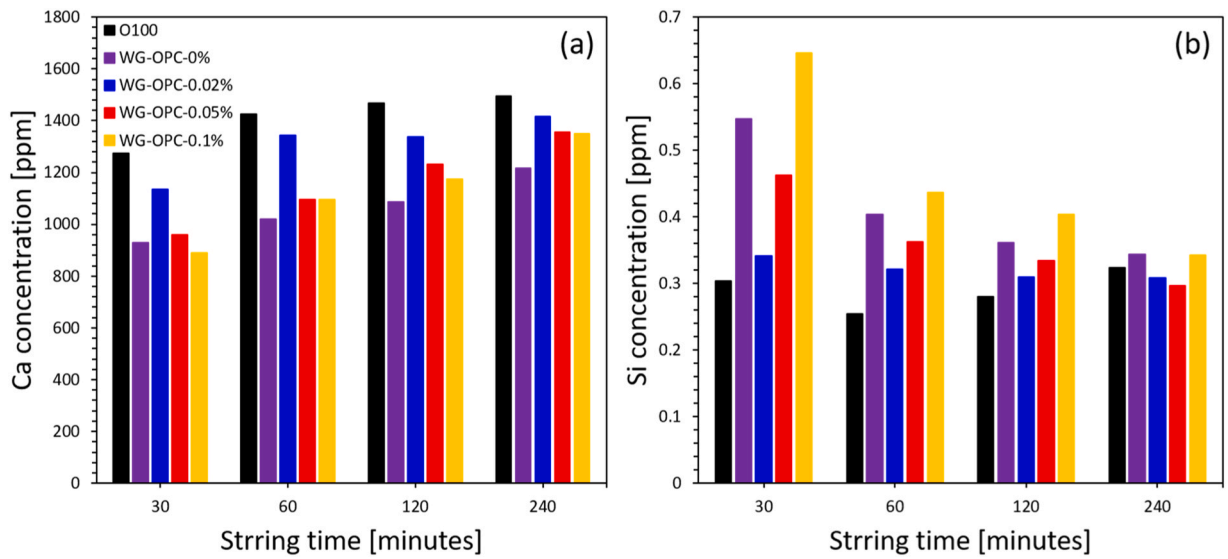 Ca concentration [ppm]
1800
1600
1400
1200
1000
800
600
400
200
0
O100
WG-OPC-0%
WG-OPC-0.02%
WG-OPC-0.05%
WG-OPC-0.1%
(a)
30 60 120 240
Strring time [minutes]
Si concentration [ppm]
0.7
0.6
0.5
0.4
0.3
0.2
0.1
0
(b)
30 60 120 240
Strring time [minutes]